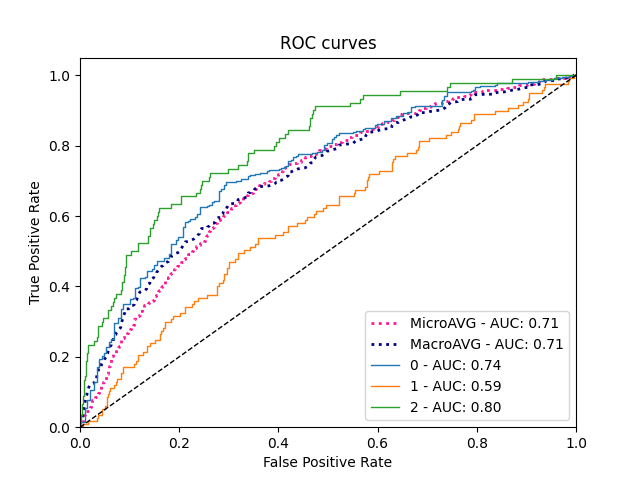 ROC curves
True Positive Rate
1.0
0.8
0.6
0.4
0.2
0.0
MicroAVG - AUC: 0.71
MacroAVG - AUC: 0.71
0 - AUC: 0.74
1 - AUC: 0.59
2 - AUC: 0.80
0.0 0.2 0.4 0.6 0.8 1.0
False Positive Rate